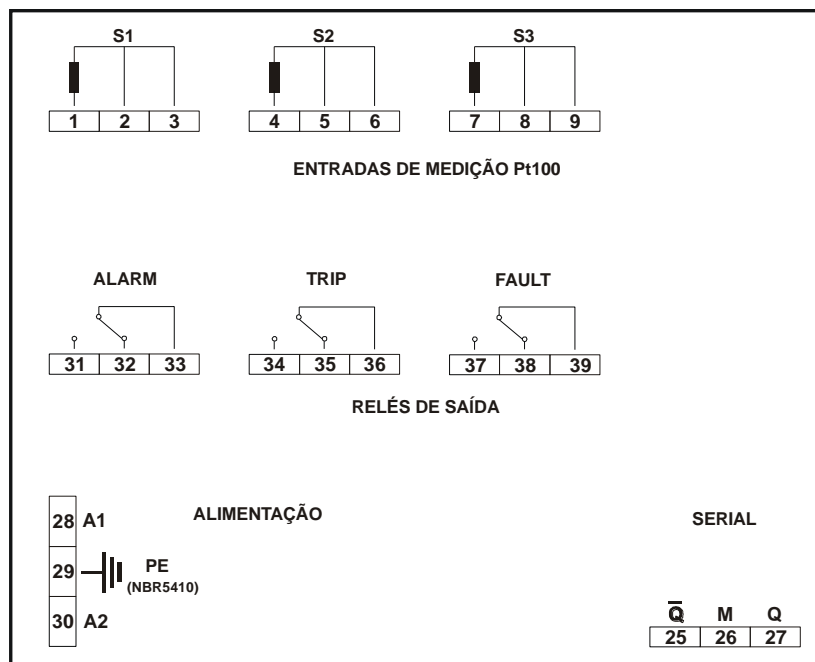 S1 S2 S3
1 2 3 4 5 6 7 8 9
ENTRADAS DE MEDIÇÃO Pt100
ALARM TRIP FAULT
31 32 33 34 35 36 37 38 39
RELÉS DE SAÍDA
28 A1 ALIMENTAÇÃO SERIAL
29 PE
(NBR5410)
30 A2
Q̅ M Q
25 26 27